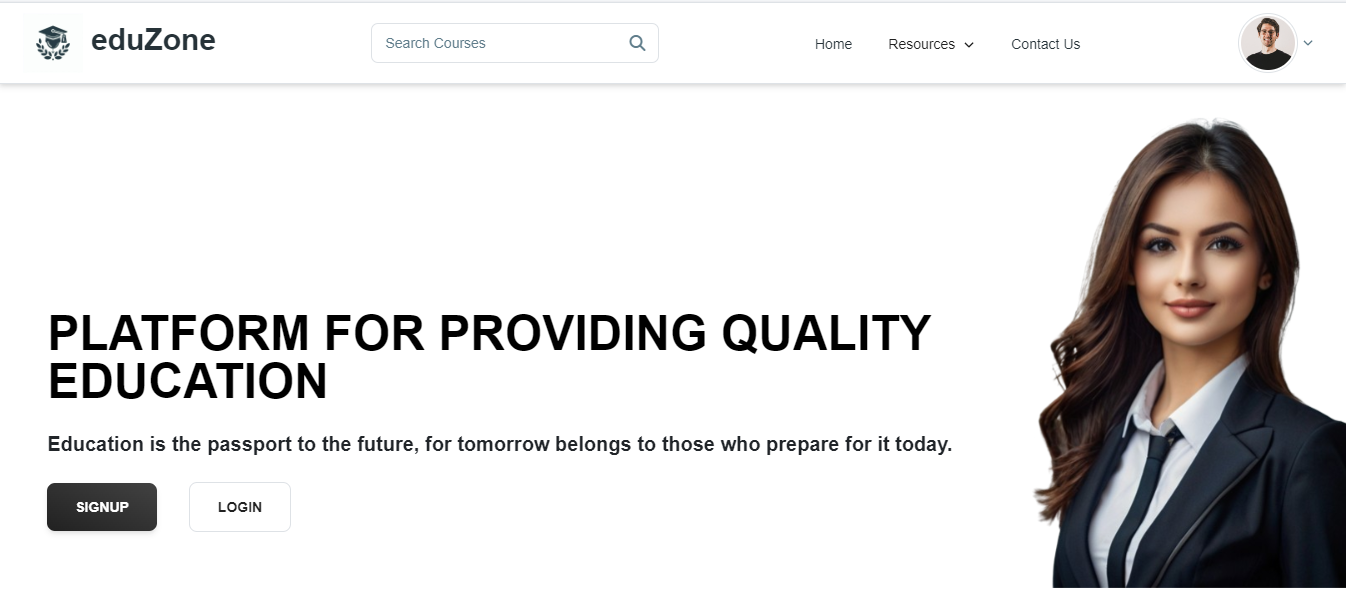 eduZone
Search Courses
Home
Resources
Contact Us
PLATFORM FOR PROVIDING QUALITY
EDUCATION
Education is the passport to the future, for tomorrow belongs to those who prepare for it today.
SIGNUP
LOGIN